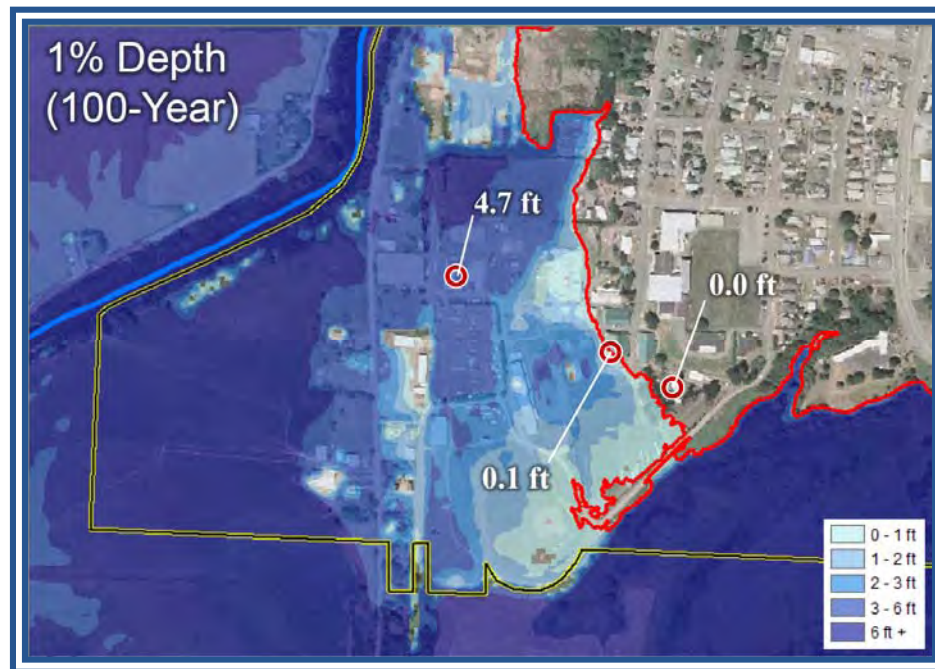 1% Depth
(100-Year)
4.7 ft
0.0 ft
0.1 ft
0 - 1 ft
1 - 2 ft
2 - 3 ft
3 - 6 ft
6 ft +